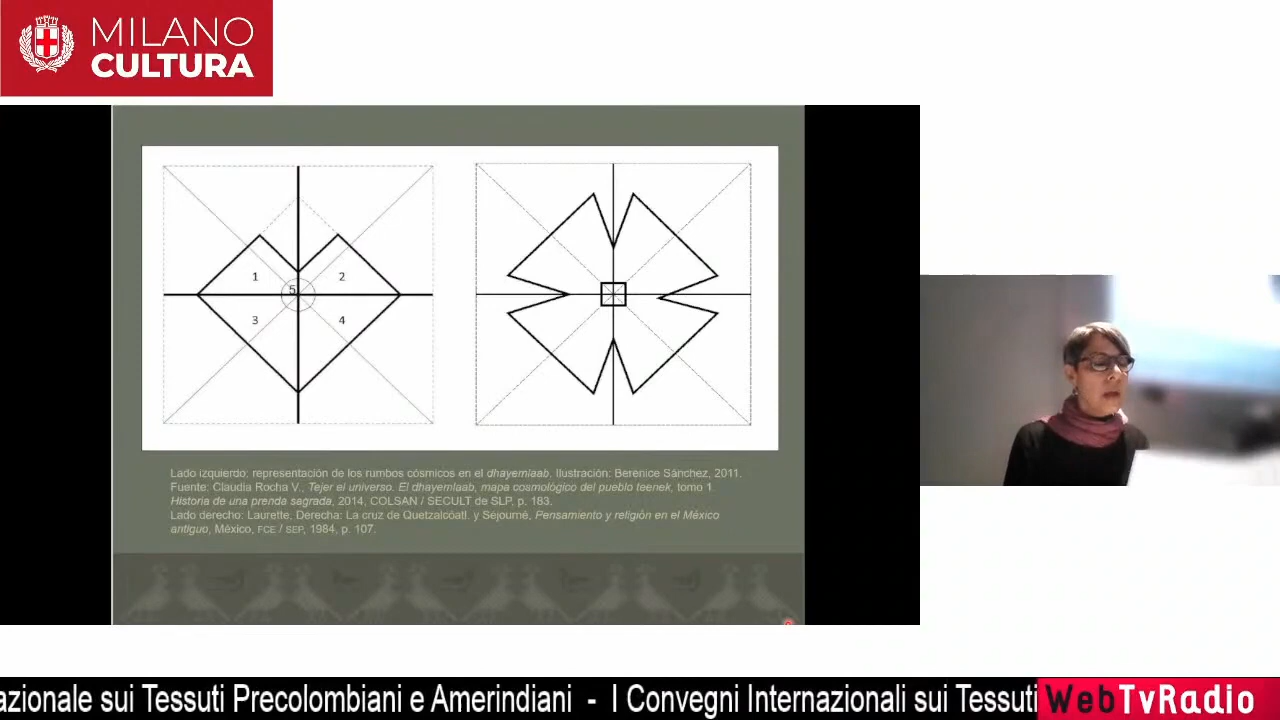 MILANO
CULTURA
1
2
5
3
4
Lado izquierdo: representación de los rumbos cósmicos en el dhayemlaab. Ilustración: Berenice Sánchez, 2011.
Fuente: Claudia Rocha V., Tejer el universo. El dhayemlaab, mapa cosmológico del pueblo teenek, tomo 1
Historia de una prenda sagrada, 2014, COLSAN / SECULT de SLP, p. 183.
Lado derecho: Laurette, Derecha: La cruz de Quetzalcóatl. y Séjourné, Pensamiento y religión en el México
antiguo, México, FCE / SEP, 1984, p. 107.
azionale sui Tessuti Precolombiani e Amerindiani - I Convegni Internazionali sui Tessuti
WebTvRadio